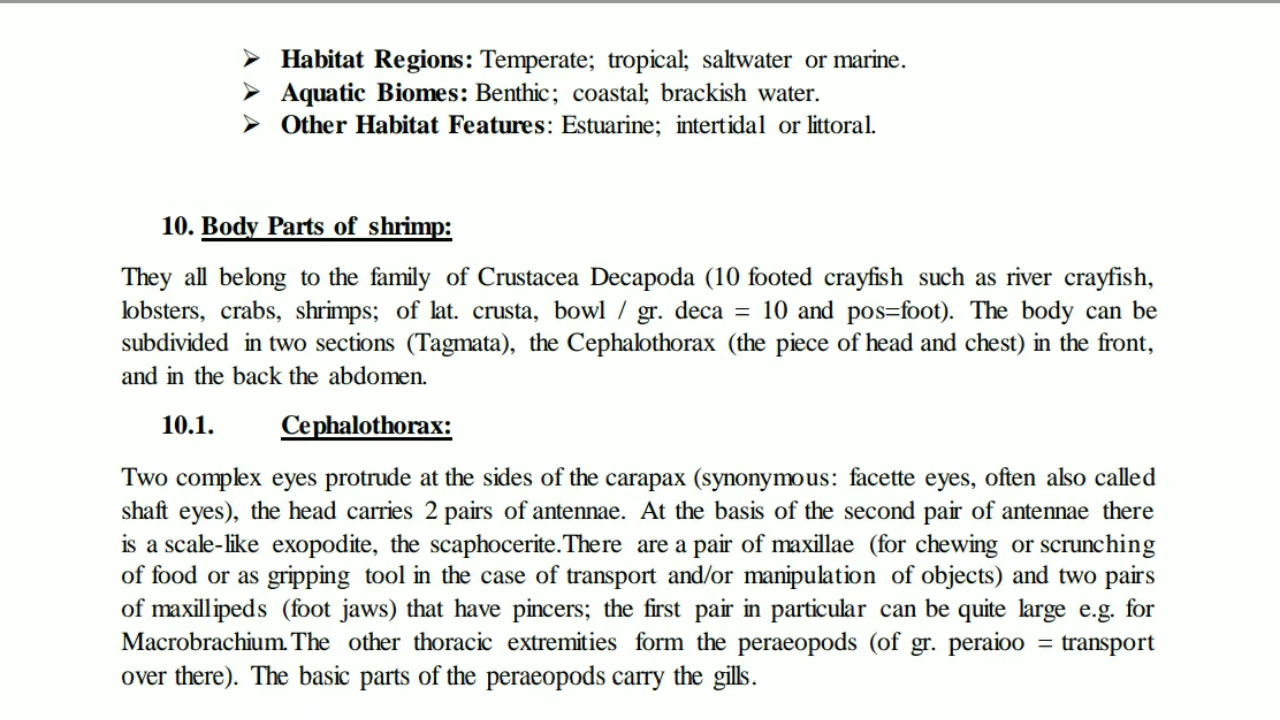 ➢ Habitat Regions: Temperate; tropical; saltwater or marine.
➢ Aquatic Biomes: Benthic; coastal; brackish water.
➢ Other Habitat Features: Estuarine; intertidal or littoral.
10. Body Parts of shrimp:
They all belong to the family of Crustacea Decapoda (10 footed crayfish such as river crayfish,
lobsters, crabs, shrimps; of lat. crusta, bowl / gr. deca = 10 and pos=foot). The body can be
subdivided in two sections (Tagmata), the Cephalothorax (the piece of head and chest) in the front,
and in the back the abdomen.
10.1. Cephalothorax:
Two complex eyes protrude at the sides of the carapax (synonymous: facette eyes, often also called
shaft eyes), the head carries 2 pairs of antennae. At the basis of the second pair of antennae there
is a scale-like exopodite, the scaphocerite.There are a pair of maxillae (for chewing or scrunching
of food or as gripping tool in the case of transport and/or manipulation of objects) and two pairs
of maxillipeds (foot jaws) that have pincers; the first pair in particular can be quite large e.g. for
Macrobrachium.The other thoracic extremities form the peraeopods (of gr. peraioo = transport
over there). The basic parts of the peraeopods carry the gills.